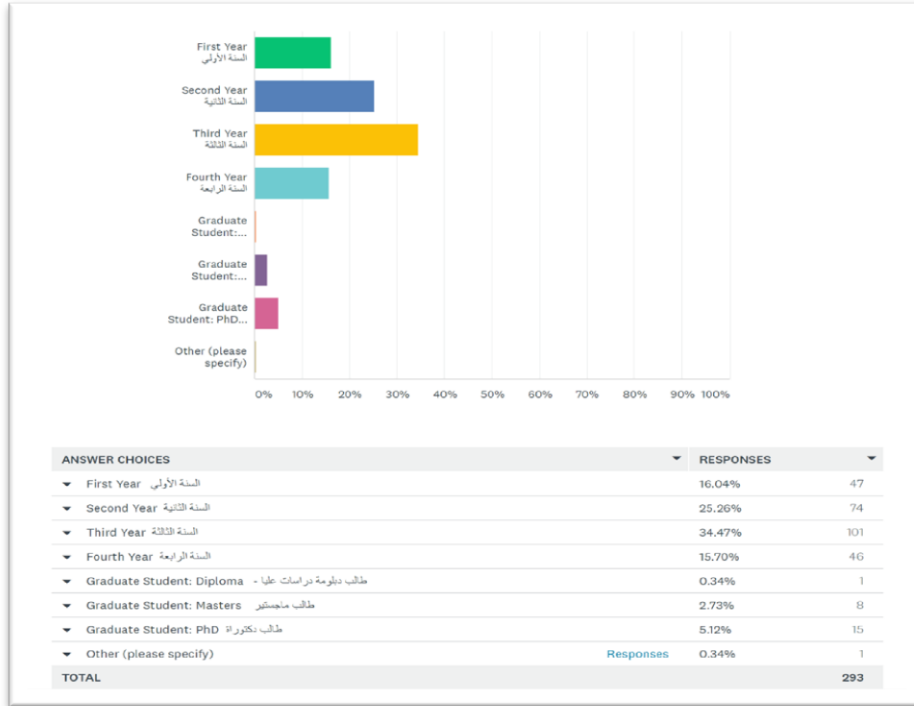 First Year
السنة الأولي
Second Year
السنة الثانية
Third Year
السنة الثالثة
Fourth Year
السنة الرابعة
Graduate
Student:...
Graduate
Student:...
Graduate
Student: PhD...
Other (please
specify)
0% 10% 20% 30% 40% 50% 60% 70% 80% 90% 100%
ANSWER CHOICES RESPONSES
First Year السنة الأولي 16.04% 47
Second Year السنة الثانية 25.26% 74
Third Year السنة الثالثة 34.47% 101
Fourth Year السنة الرابعة 15.70% 46
Graduate Student: Diploma - طالب دبلومة دراسات عليا 0.34% 1
Graduate Student: Masters طالب ماجستير 2.73% 8
Graduate Student: PhD طالب دكتوراة 5.12% 15
Other (please specify) Responses 0.34% 1
TOTAL 293